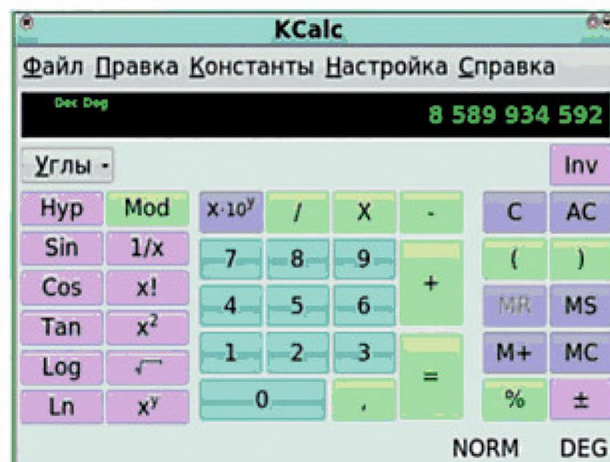 KCalc
Файл Правка Константы Настройка Справка
Dec Deg
8 589 934 592
Углы
Inv
Hyp Mod X·10ʸ / X - C AC
Sin 1/x 7 8 9 + ( )
Cos x! 4 5 6 MR MS
Tan x² 1 2 3 = M+ MC
Log √ 0 , % ±
Ln xʸ
NORM DEG